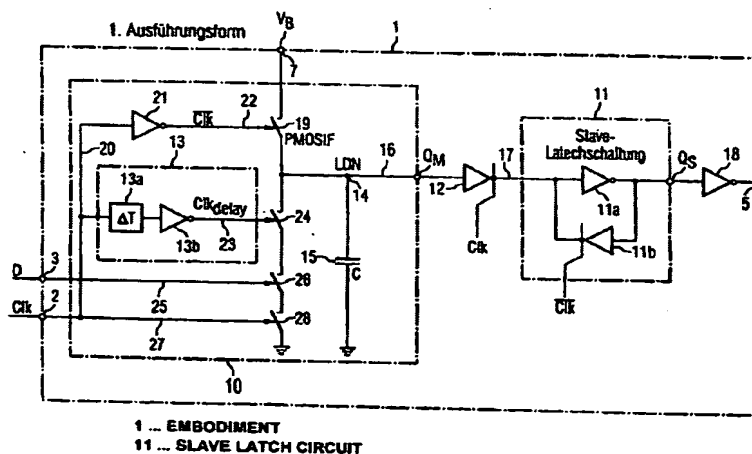 1. Ausführungsform
V_B
7
1
21
22
Clk
19
PMOSIF
20
13
13a
ΔT
13b
Clk_delay
23
24
LDN
14
16
Q_M
12
Clk
17
11
Slave-
Latechschaltung
11a
11b
Clk
Q_S
18
5
15
C
D
3
25
26
Clk
2
27
28
10
1 ... EMBODIMENT
11 ... SLAVE LATCH CIRCUIT